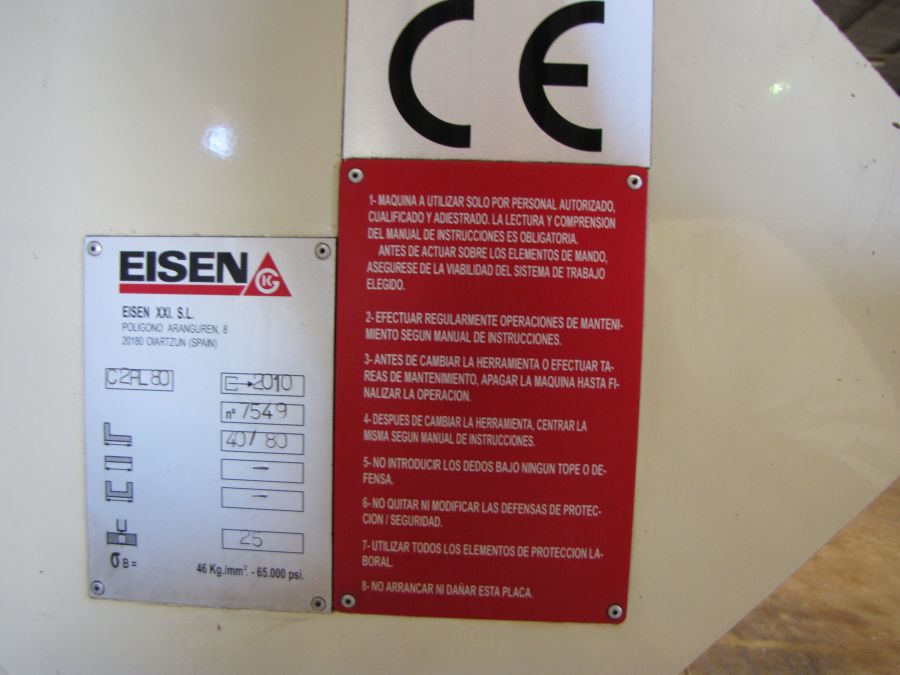 CE
EISEN
GK
EISEN XXI. S.L.
POLIGONO ARANGUREN, 8
20180 OIARTZUN (SPAIN)
C2PL80
2010
nº 7549
40/80
-
-
25
σB=
46 Kg./mm². - 65.000 psi.
1- MAQUINA A UTILIZAR SOLO POR PERSONAL AUTORIZADO,
CUALIFICADO Y ADIESTRADO. LA LECTURA Y COMPRENSION
DEL MANUAL DE INSTRUCCIONES ES OBLIGATORIA.
ANTES DE ACTUAR SOBRE LOS ELEMENTOS DE MANDO,
ASEGURESE DE LA VIABILIDAD DEL SISTEMA DE TRABAJO
ELEGIDO.
2- EFECTUAR REGULARMENTE OPERACIONES DE MANTENI-
MIENTO SEGUN MANUAL DE INSTRUCCIONES.
3- ANTES DE CAMBIAR LA HERRAMIENTA O EFECTUAR TA-
REAS DE MANTENIMIENTO, APAGAR LA MAQUINA HASTA FI-
NALIZAR LA OPERACION.
4- DESPUES DE CAMBIAR LA HERRAMIENTA, CENTRAR LA
MISMA SEGUN MANUAL DE INSTRUCCIONES.
5- NO INTRODUCIR LOS DEDOS BAJO NINGUN TOPE O DE-
FENSA.
6- NO QUITAR NI MODIFICAR LAS DEFENSAS DE PROTEC-
CION / SEGURIDAD.
7- UTILIZAR TODOS LOS ELEMENTOS DE PROTECCION LA-
BORAL.
8- NO ARRANCAR NI DAÑAR ESTA PLACA.